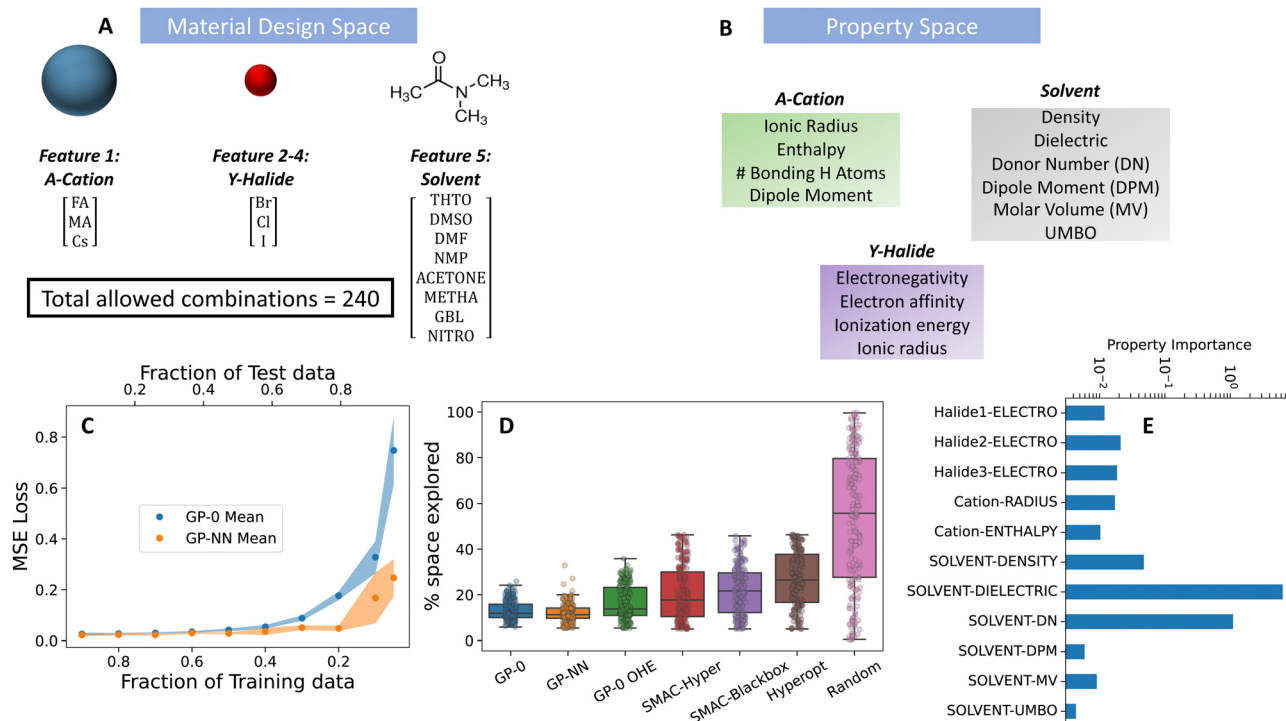 A
Material Design Space
O
H₃C
N
CH₃
CH₃
Feature 1:
A-Cation
FA
MA
Cs
Feature 2-4:
Y-Halide
Br
Cl
I
Feature 5:
Solvent
THTO
DMSO
DMF
NMP
ACETONE
METHA
GBL
NITRO
Total allowed combinations = 240
B
Property Space
A-Cation
Ionic Radius
Enthalpy
# Bonding H Atoms
Dipole Moment
Solvent
Density
Dielectric
Donor Number (DN)
Dipole Moment (DPM)
Molar Volume (MV)
UMBO
Y-Halide
Electronegativity
Electron affinity
Ionization energy
Ionic radius
Fraction of Test data
0.2 0.4 0.6 0.8
C
MSE Loss
0.8
0.6
0.4
0.2
0.0
GP-0 Mean
GP-NN Mean
0.8 0.6 0.4 0.2
Fraction of Training data
D
% space explored
100
80
60
40
20
0
GP-0
GP-NN
GP-0 OHE
SMAC-Hyper
SMAC-Blackbox
Hyperopt
Random
Property Importance
10⁻² 10⁻¹ 10⁰
E
Halide1-ELECTRO
Halide2-ELECTRO
Halide3-ELECTRO
Cation-RADIUS
Cation-ENTHALPY
SOLVENT-DENSITY
SOLVENT-DIELECTRIC
SOLVENT-DN
SOLVENT-DPM
SOLVENT-MV
SOLVENT-UMBO